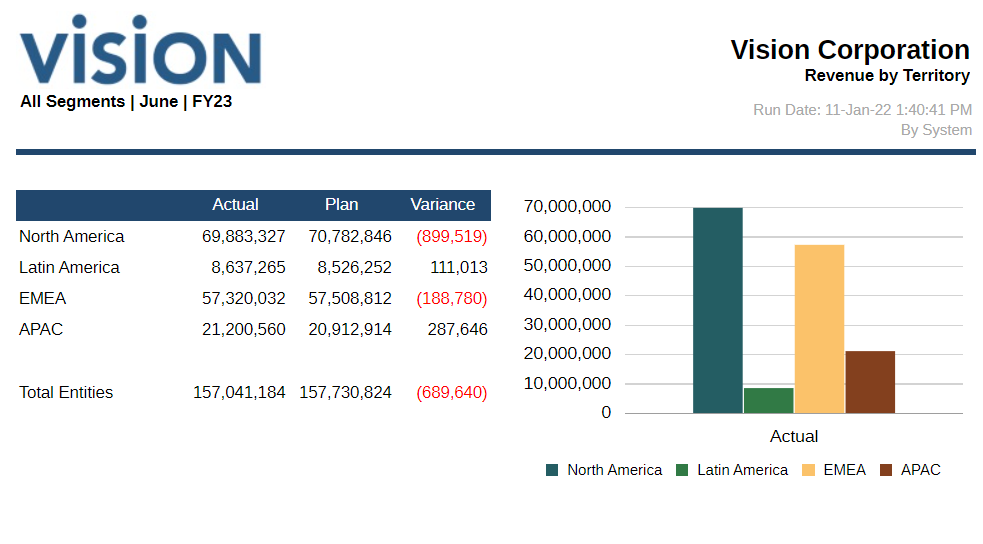 VISION
All Segments | June | FY23
Vision Corporation
Revenue by Territory
Run Date: 11-Jan-22 1:40:41 PM
By System
Actual Plan Variance
North America 69,883,327 70,782,846 (899,519)
Latin America 8,637,265 8,526,252 111,013
EMEA 57,320,032 57,508,812 (188,780)
APAC 21,200,560 20,912,914 287,646
Total Entities 157,041,184 157,730,824 (689,640)
70,000,000
60,000,000
50,000,000
40,000,000
30,000,000
20,000,000
10,000,000
0
Actual
North America Latin America EMEA APAC